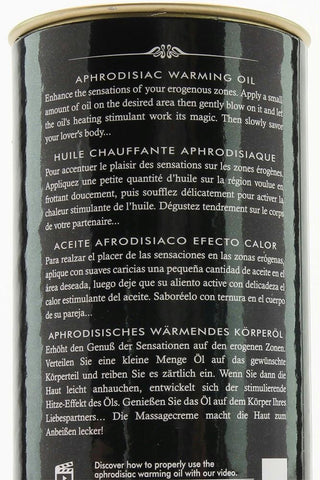 APHRODISIAC WARMING OIL
Enhance the sensations of your erogenous zones. Apply a small
amount of oil on the desired area then gently blow on it and let
the oil's heating stimulant work its magic. Then slowly savor
your lover's body...
HUILE CHAUFFANTE APHRODISIAQUE
Pour accentuer le plaisir des sensations sur les zones érogènes.
Appliquez une petite quantité d'huile sur la région voulue en
frottant doucement, puis soufflez délicatement pour activer la
chaleur stimulante de l'huile. Dégustez tendrement sur le corps
de votre partenaire...
ACEITE AFRODISIACO EFECTO CALOR
Para realzar el placer de las sensaciones en las zonas erógenas,
aplique con suaves caricias una pequeña cantidad de aceite en el
área deseada, luego deje que su aliento active con delicadeza el
calor estimulante del aceite. Saboréelo con ternura en el cuerpo
de su pareja...
APHRODISISCHES WÄRMENDES KÖRPERÖL
Erhöht den Genuß der Sensationen auf den erogenen Zonen.
Verteilen Sie eine kleine Menge Öl auf das gewünschte
Körperteil und reiben Sie es zärtlich ein. Wenn Sie dann die
Haut leicht anhauchen, entwickelt sich der stimulierende
Hitze-Effekt des Öls. Genießen Sie das Öl auf dem Körper Ihres
Liebespartners... Die Massagecreme macht die Haut zum
Anbeißen lecker!
Discover how to properly use the
aphrodisiac warming oil with our video.